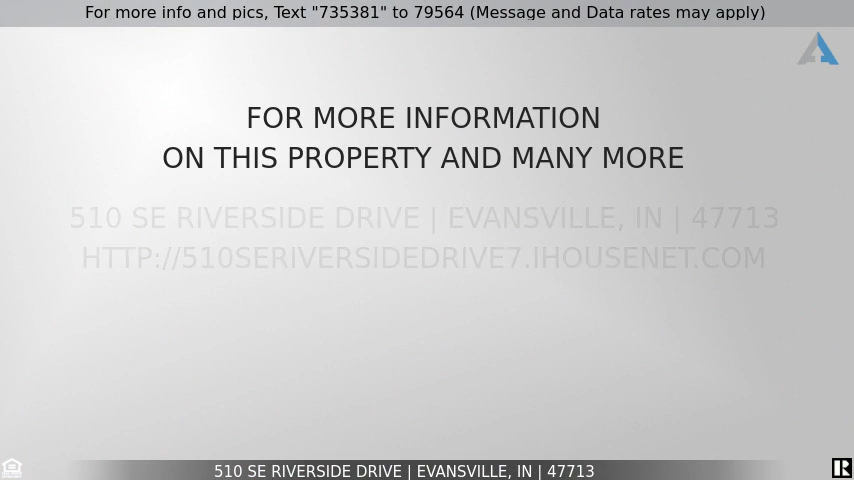 For more info and pics, Text "735381" to 79564 (Message and Data rates may apply)
FOR MORE INFORMATION
ON THIS PROPERTY AND MANY MORE
510 SE RIVERSIDE DRIVE | EVANSVILLE, IN | 47713
HTTP://510SERIVERSIDEDRIVE7.IHOUSENET.COM
510 SE RIVERSIDE DRIVE | EVANSVILLE, IN | 47713